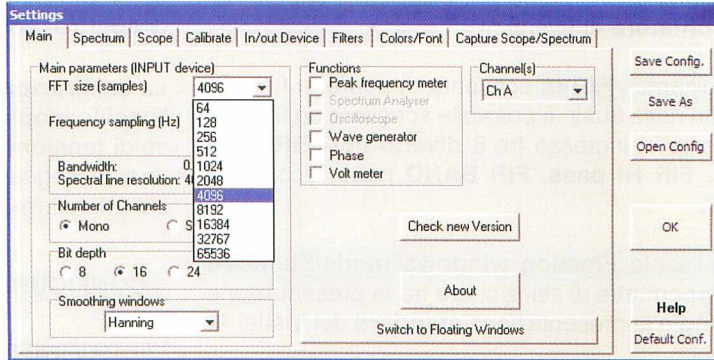 Settings
Main Spectrum Scope Calibrate In/out Device Filters Colors/Font Capture Scope/Spectrum
Main parameters (INPUT device)
FFT size (samples) 4096
64
128
256
512
1024
2048
4096
8192
16384
32767
65536
Frequency sampling (Hz)
Bandwidth: 0.
Spectral line resolution: 40
Number of Channels
Mono S
Bit depth
8 16 24
Smoothing windows
Hanning
Functions
Peak frequency meter
Spectrum Analyser
Oscilloscope
Wave generator
Phase
Volt meter
Channel(s)
Ch A
Check new Version
About
Switch to Floating Windows
Save Config.
Save As
Open Config
OK
Help
Default Conf.